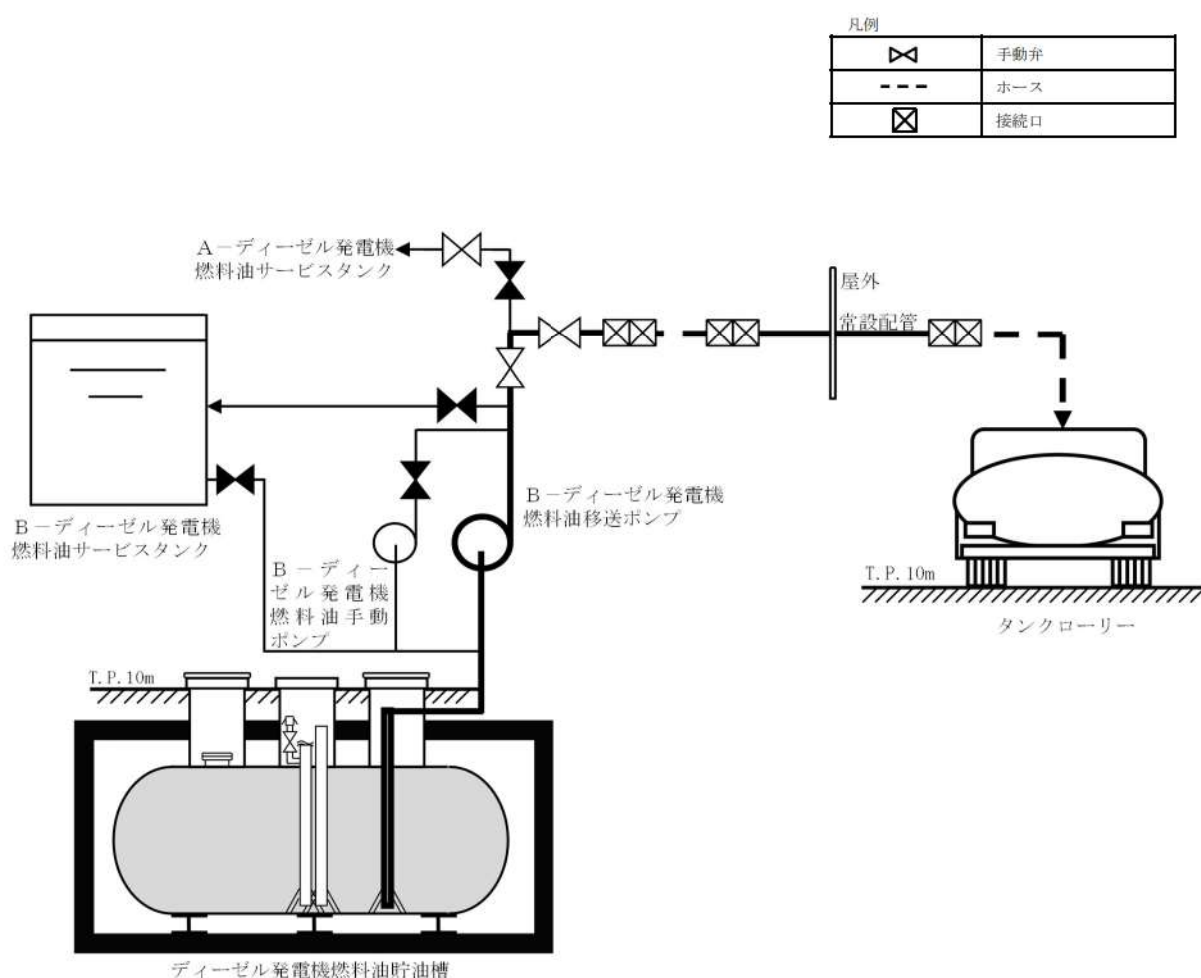 凡例
手動弁
ホース
接続口
A-ディーゼル発電機
燃料油サービスタンク
屋外
常設配管
B-ディーゼル発電機
燃料油サービスタンク
B-ディーゼル発電機
燃料油移送ポンプ
B-ディー
ゼル発電機
燃料油手動
ポンプ
T.P.10m
タンクローリー
T.P.10m
ディーゼル発電機燃料油貯油槽